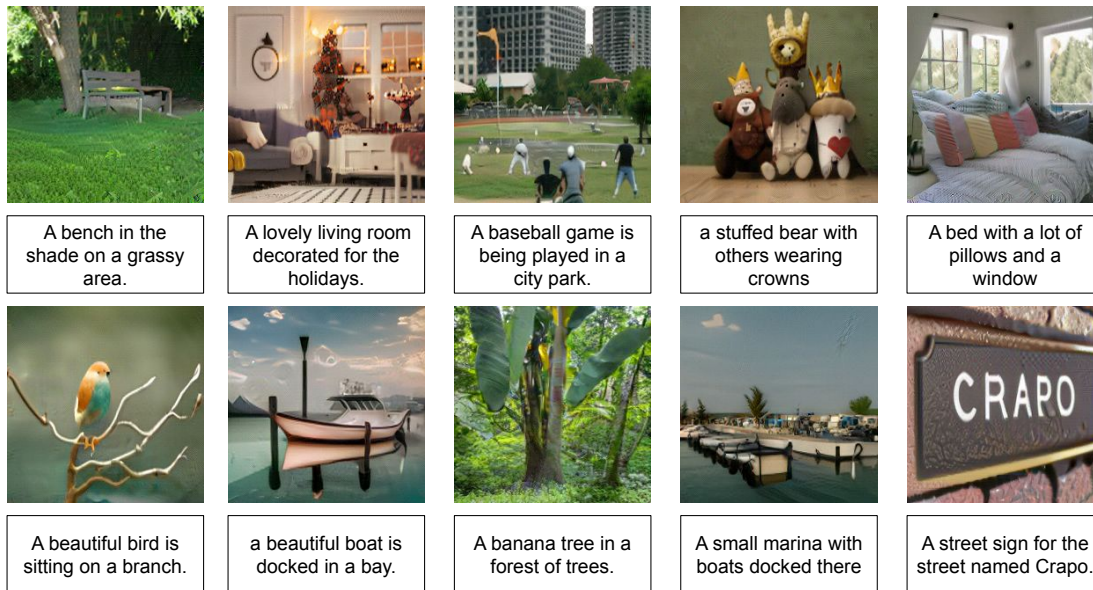 A bench in the
shade on a grassy
area.
A lovely living room
decorated for the
holidays.
A baseball game is
being played in a
city park.
a stuffed bear with
others wearing
crowns
A bed with a lot of
pillows and a
window
CRAPO
A beautiful bird is
sitting on a branch.
a beautiful boat is
docked in a bay.
A banana tree in a
forest of trees.
A small marina with
boats docked there
A street sign for the
street named Crapo.